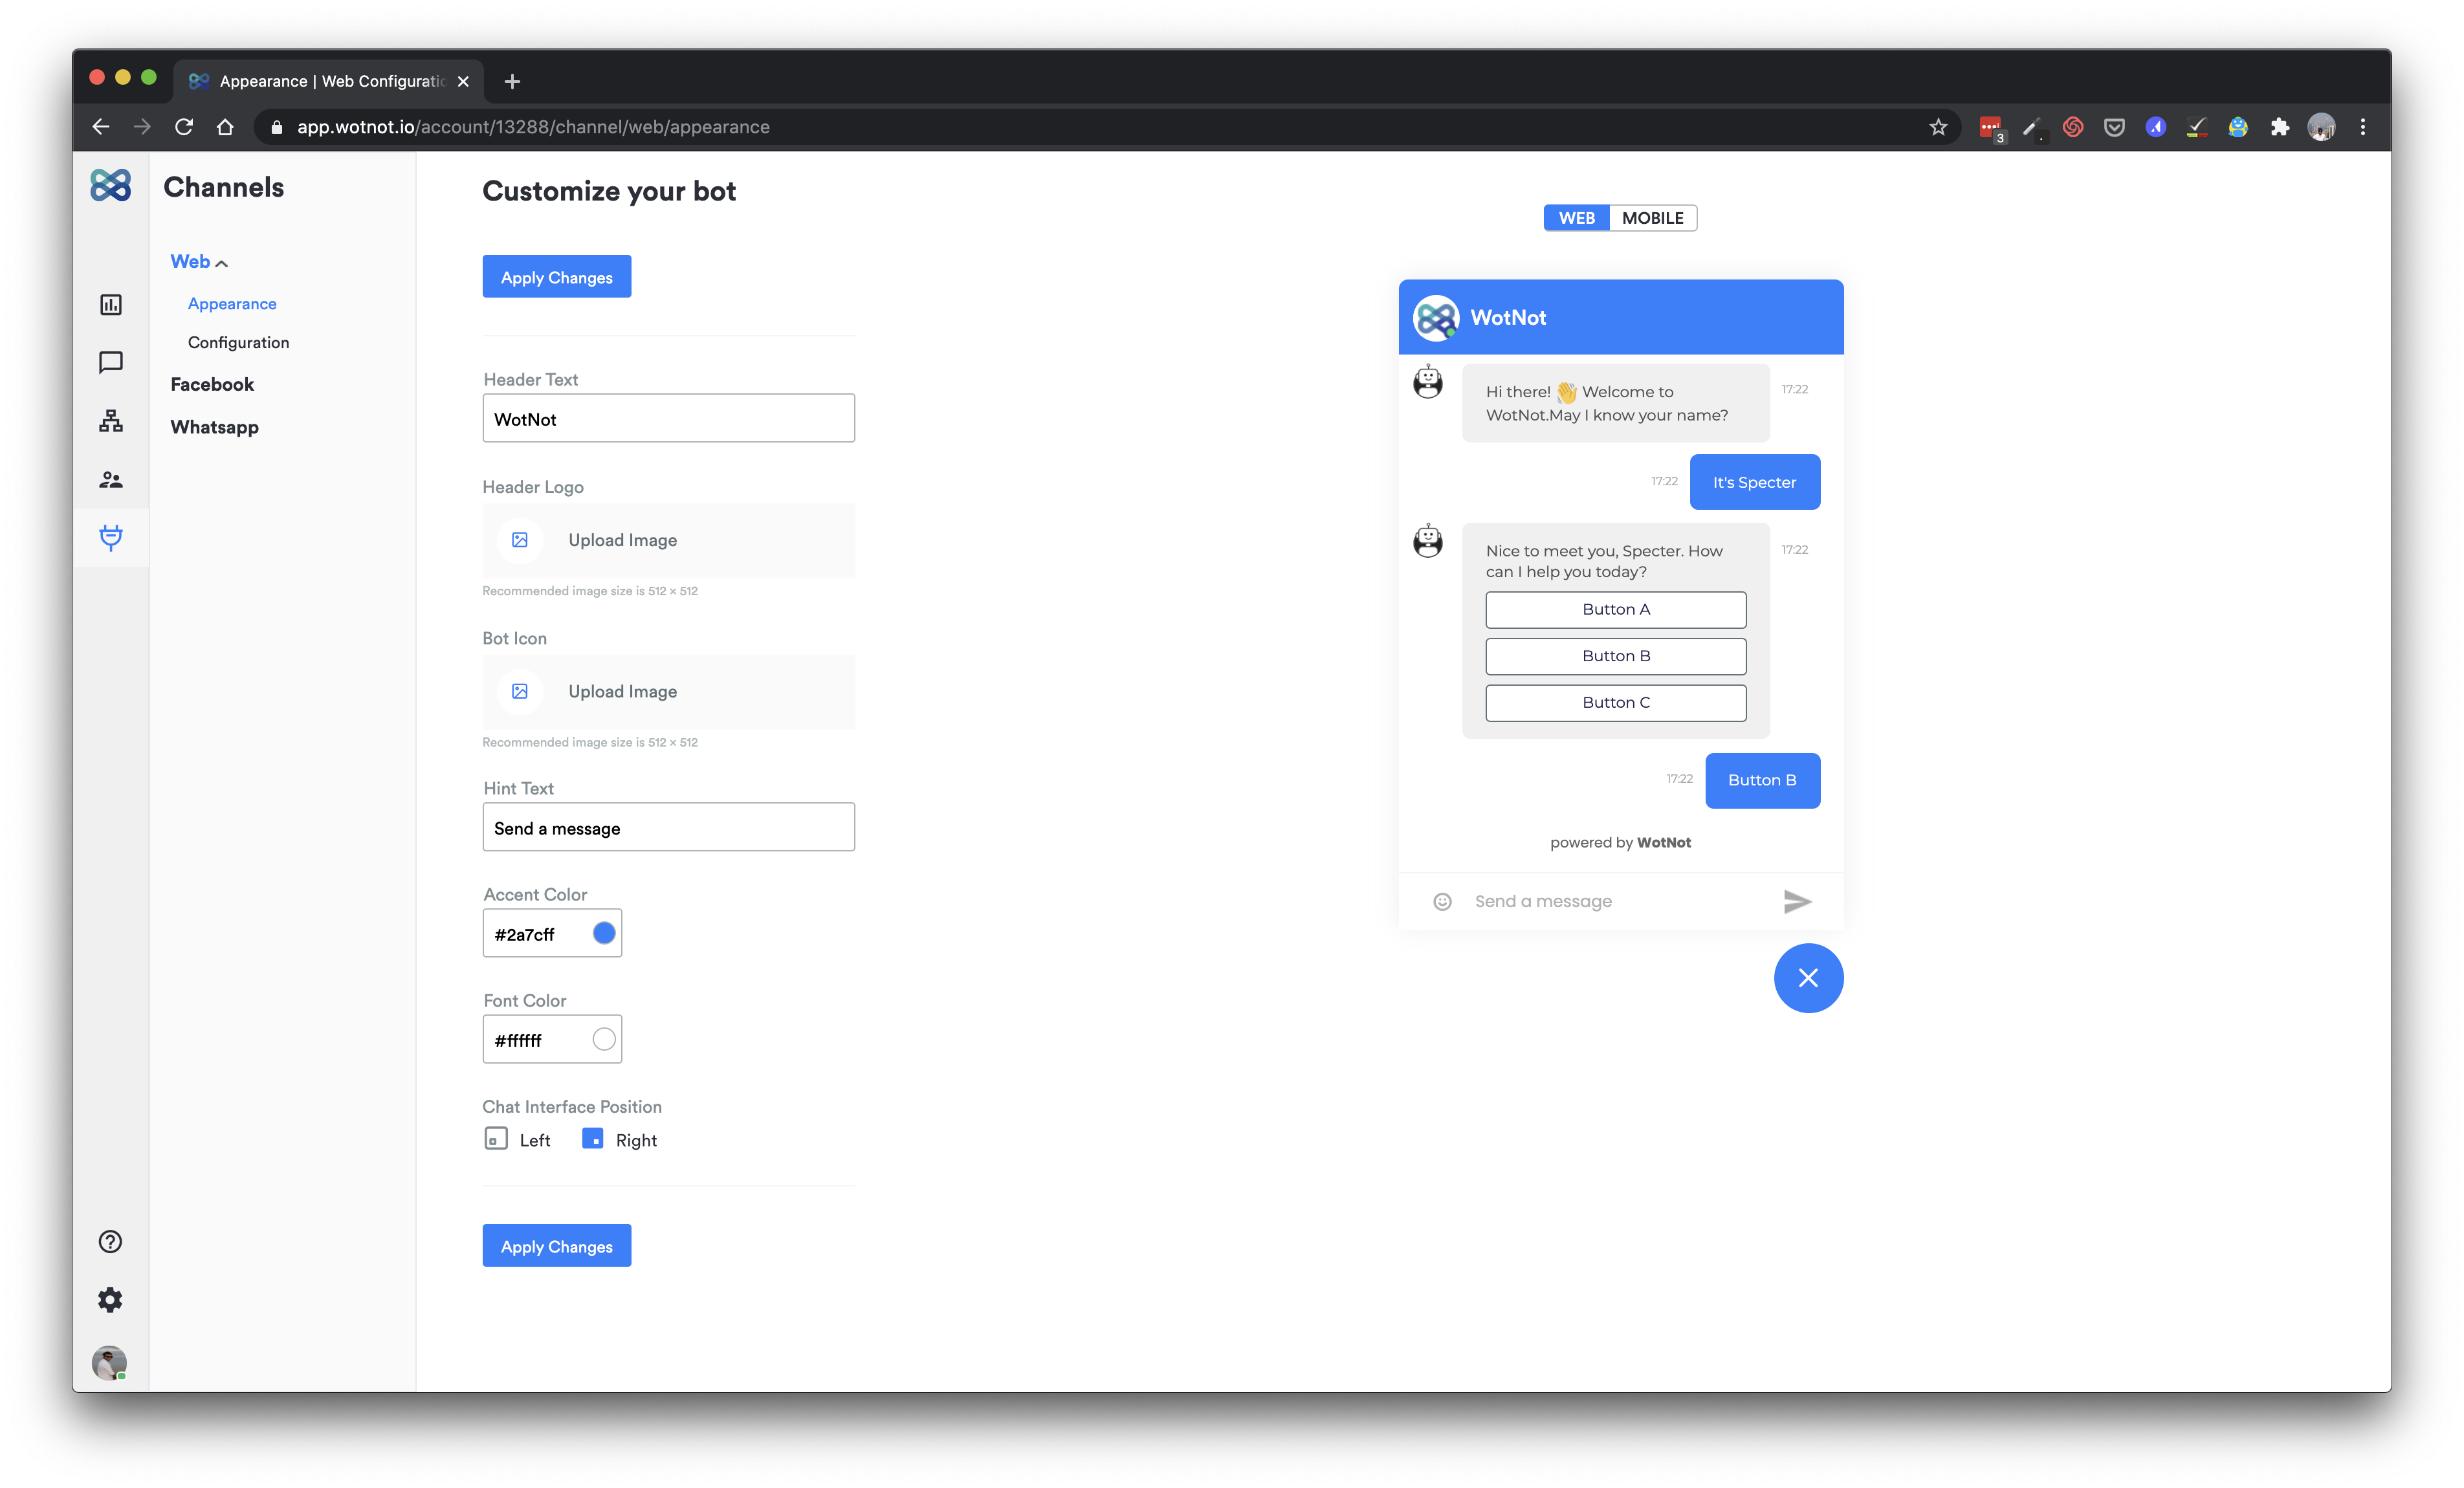 Appearance | Web Configuratio
app.wotnot.io/account/13288/channel/web/appearance
3
Channels
Web
Appearance
Configuration
Facebook
Whatsapp
Customize your bot
Apply Changes
Header Text
WotNot
Header Logo
Upload Image
Recommended image size is 512 × 512
Bot Icon
Upload Image
Recommended image size is 512 × 512
Hint Text
Send a message
Accent Color
#2a7cff
Font Color
#ffffff
Chat Interface Position
Left Right
Apply Changes
WEB MOBILE
WotNot
Hi there! 👋 Welcome to
WotNot.May I know your name?
17:22
17:22
It's Specter
Nice to meet you, Specter. How
can I help you today?
17:22
Button A
Button B
Button C
17:22
Button B
powered by WotNot
Send a message